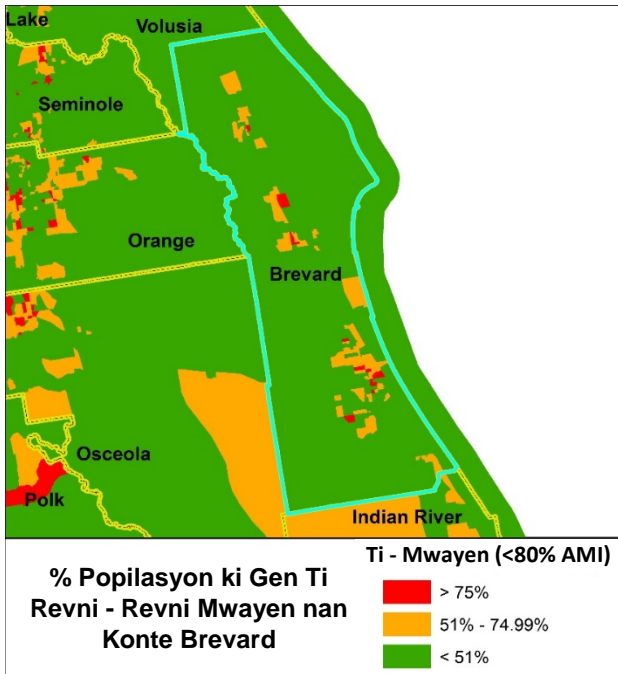 Lake
Volusia
Seminole
Orange
Brevard
Osceola
Polk
Indian River
% Popilasyon ki Gen Ti
Revni - Revni Mwayen nan
Konte Brevard
Ti - Mwayen (<80% AMI)
> 75%
51% - 74.99%
< 51%